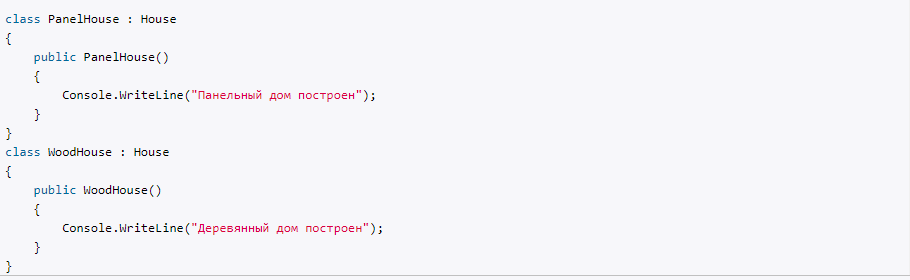 class PanelHouse : House
{
    public PanelHouse()
    {
        Console.WriteLine("Панельный дом построен");
    }
}
class WoodHouse : House
{
    public WoodHouse()
    {
        Console.WriteLine("Деревянный дом построен");
    }
}